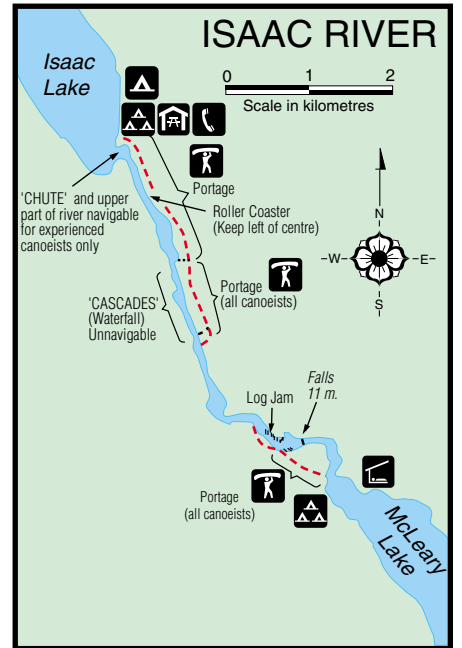 ISAAC RIVER
Isaac
Lake
0 1 2
Scale in kilometres
Portage
'CHUTE' and upper
part of river navigable
for experienced
canoeists only
Roller Coaster
(Keep left of centre)
N
W E
S
Portage
(all canoeists)
'CASCADES'
(Waterfall)
Unnavigable
Falls
11 m.
Log Jam
Portage
(all canoeists)
McLeary
Lake